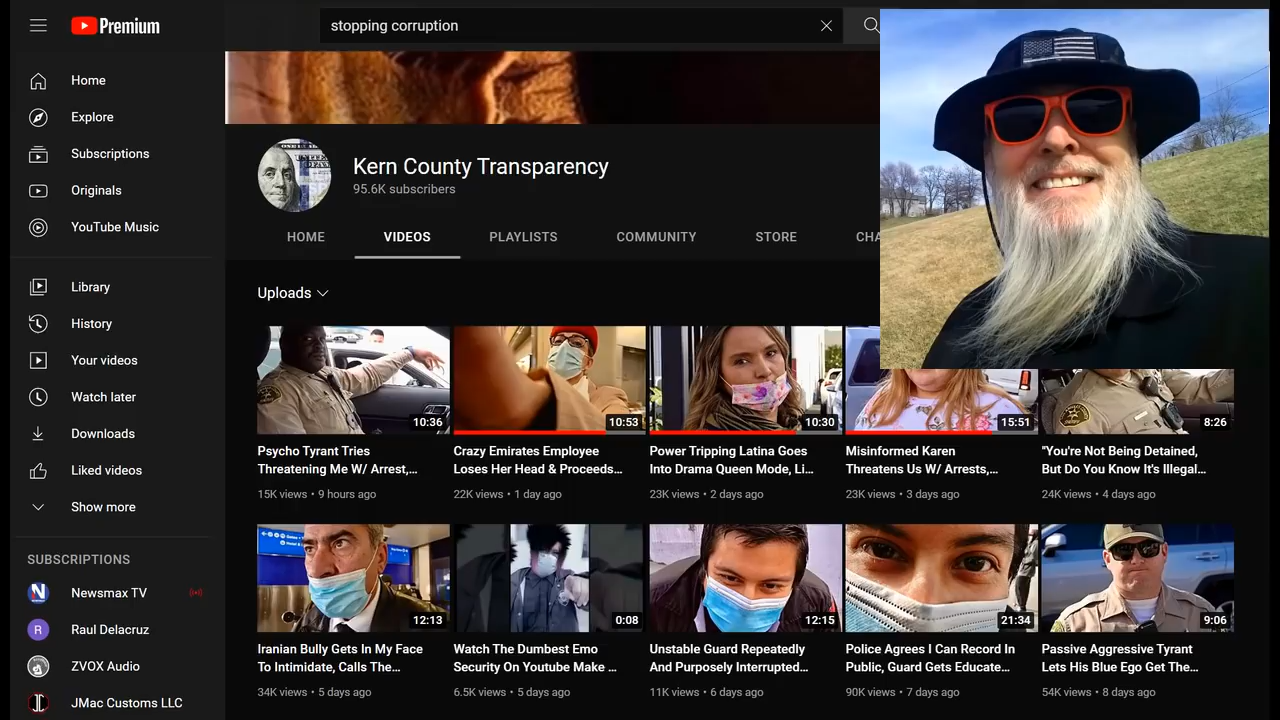 Premium
stopping corruption
Home
Explore
Subscriptions
Originals
YouTube Music
Library
History
Your videos
Watch later
Downloads
Liked videos
Show more
SUBSCRIPTIONS
Newsmax TV
R Raul Delacruz
ZVOX Audio
JMac Customs LLC
Kern County Transparency
95.6K subscribers
HOME VIDEOS PLAYLISTS COMMUNITY STORE CHA
Uploads
10:36 10:53 10:30 15:51 8:26
Psycho Tyrant Tries
Threatening Me W/ Arrest,...
15K views • 9 hours ago
Crazy Emirates Employee
Loses Her Head & Proceeds...
22K views • 1 day ago
Power Tripping Latina Goes
Into Drama Queen Mode, Li...
23K views • 2 days ago
Misinformed Karen
Threatens Us W/ Arrests,...
23K views • 3 days ago
"You're Not Being Detained,
But Do You Know It's Illegal...
24K views • 4 days ago
12:13 0:08 12:15 21:34 9:06
Iranian Bully Gets In My Face
To Intimidate, Calls The...
34K views • 5 days ago
Watch The Dumbest Emo
Security On Youtube Make ...
6.5K views • 5 days ago
Unstable Guard Repeatedly
And Purposely Interrupted...
11K views • 6 days ago
Police Agrees I Can Record In
Public, Guard Gets Educate...
90K views • 7 days ago
Passive Aggressive Tyrant
Lets His Blue Ego Get The...
54K views • 8 days ago